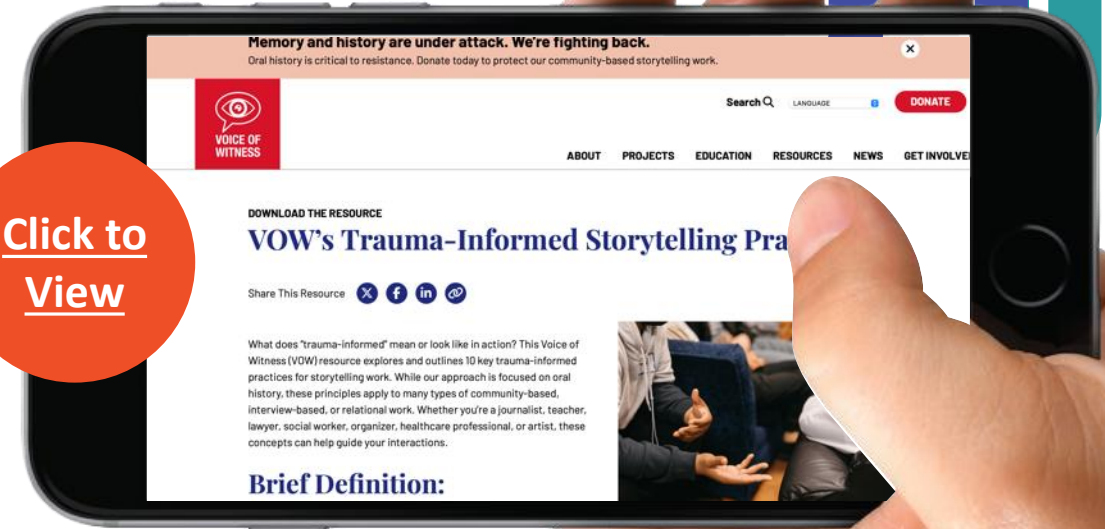 Memory and history are under attack. We're fighting back.
Oral history is critical to resistance. Donate today to protect our community-based storytelling work.
Search
LANGUAGE
DONATE
VOICE OF
WITNESS
ABOUT PROJECTS EDUCATION RESOURCES NEWS GET INVOLVE
Click to
View
DOWNLOAD THE RESOURCE
VOW's Trauma-Informed Storytelling Pra
Share This Resource
What does "trauma-informed" mean or look like in action? This Voice of
Witness (VOW) resource explores and outlines 10 key trauma-informed
practices for storytelling work. While our approach is focused on oral
history, these principles apply to many types of community-based,
interview-based, or relational work. Whether you're a journalist, teacher,
lawyer, social worker, organizer, healthcare professional, or artist, these
concepts can help guide your interactions.
Brief Definition: